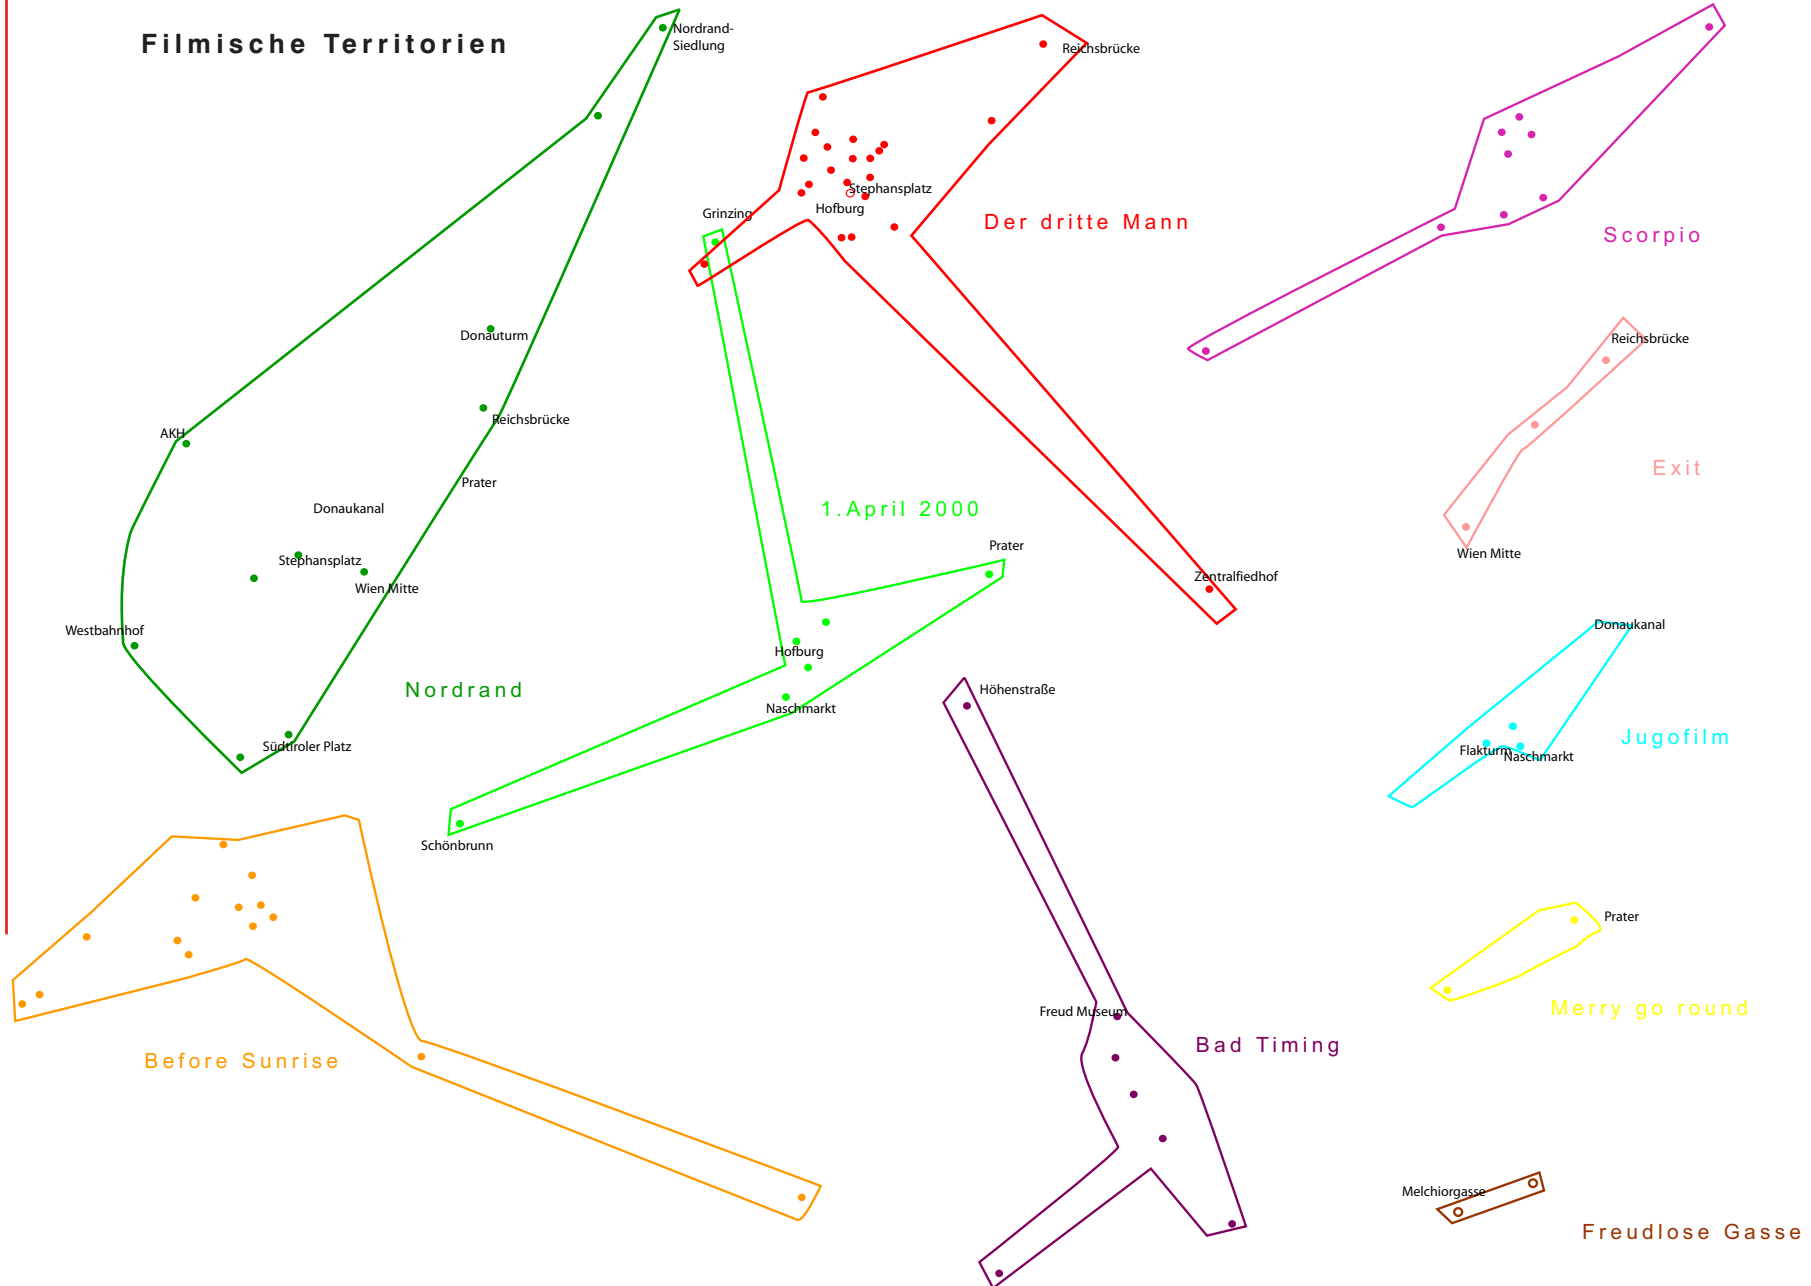 Filmische Territorien
Nordrand-
Siedlung
Donauturm
Reichsbrücke
AKH
Prater
Donaukanal
Stephansplatz
Wien Mitte
Westbahnhof
Südtiroler Platz
Nordrand
Reichsbrücke
Stephansplatz
Hofburg
Grinzing
Der dritte Mann
Zentralfiedhof
1.April 2000
Prater
Hofburg
Naschmarkt
Schönbrunn
Scorpio
Reichsbrücke
Exit
Wien Mitte
Donaukanal
Flakturm
Naschmarkt
Jugofilm
Höhenstraße
Freud Museum
Bad Timing
Before Sunrise
Prater
Merry go round
Melchiorgasse
Freudlose Gasse